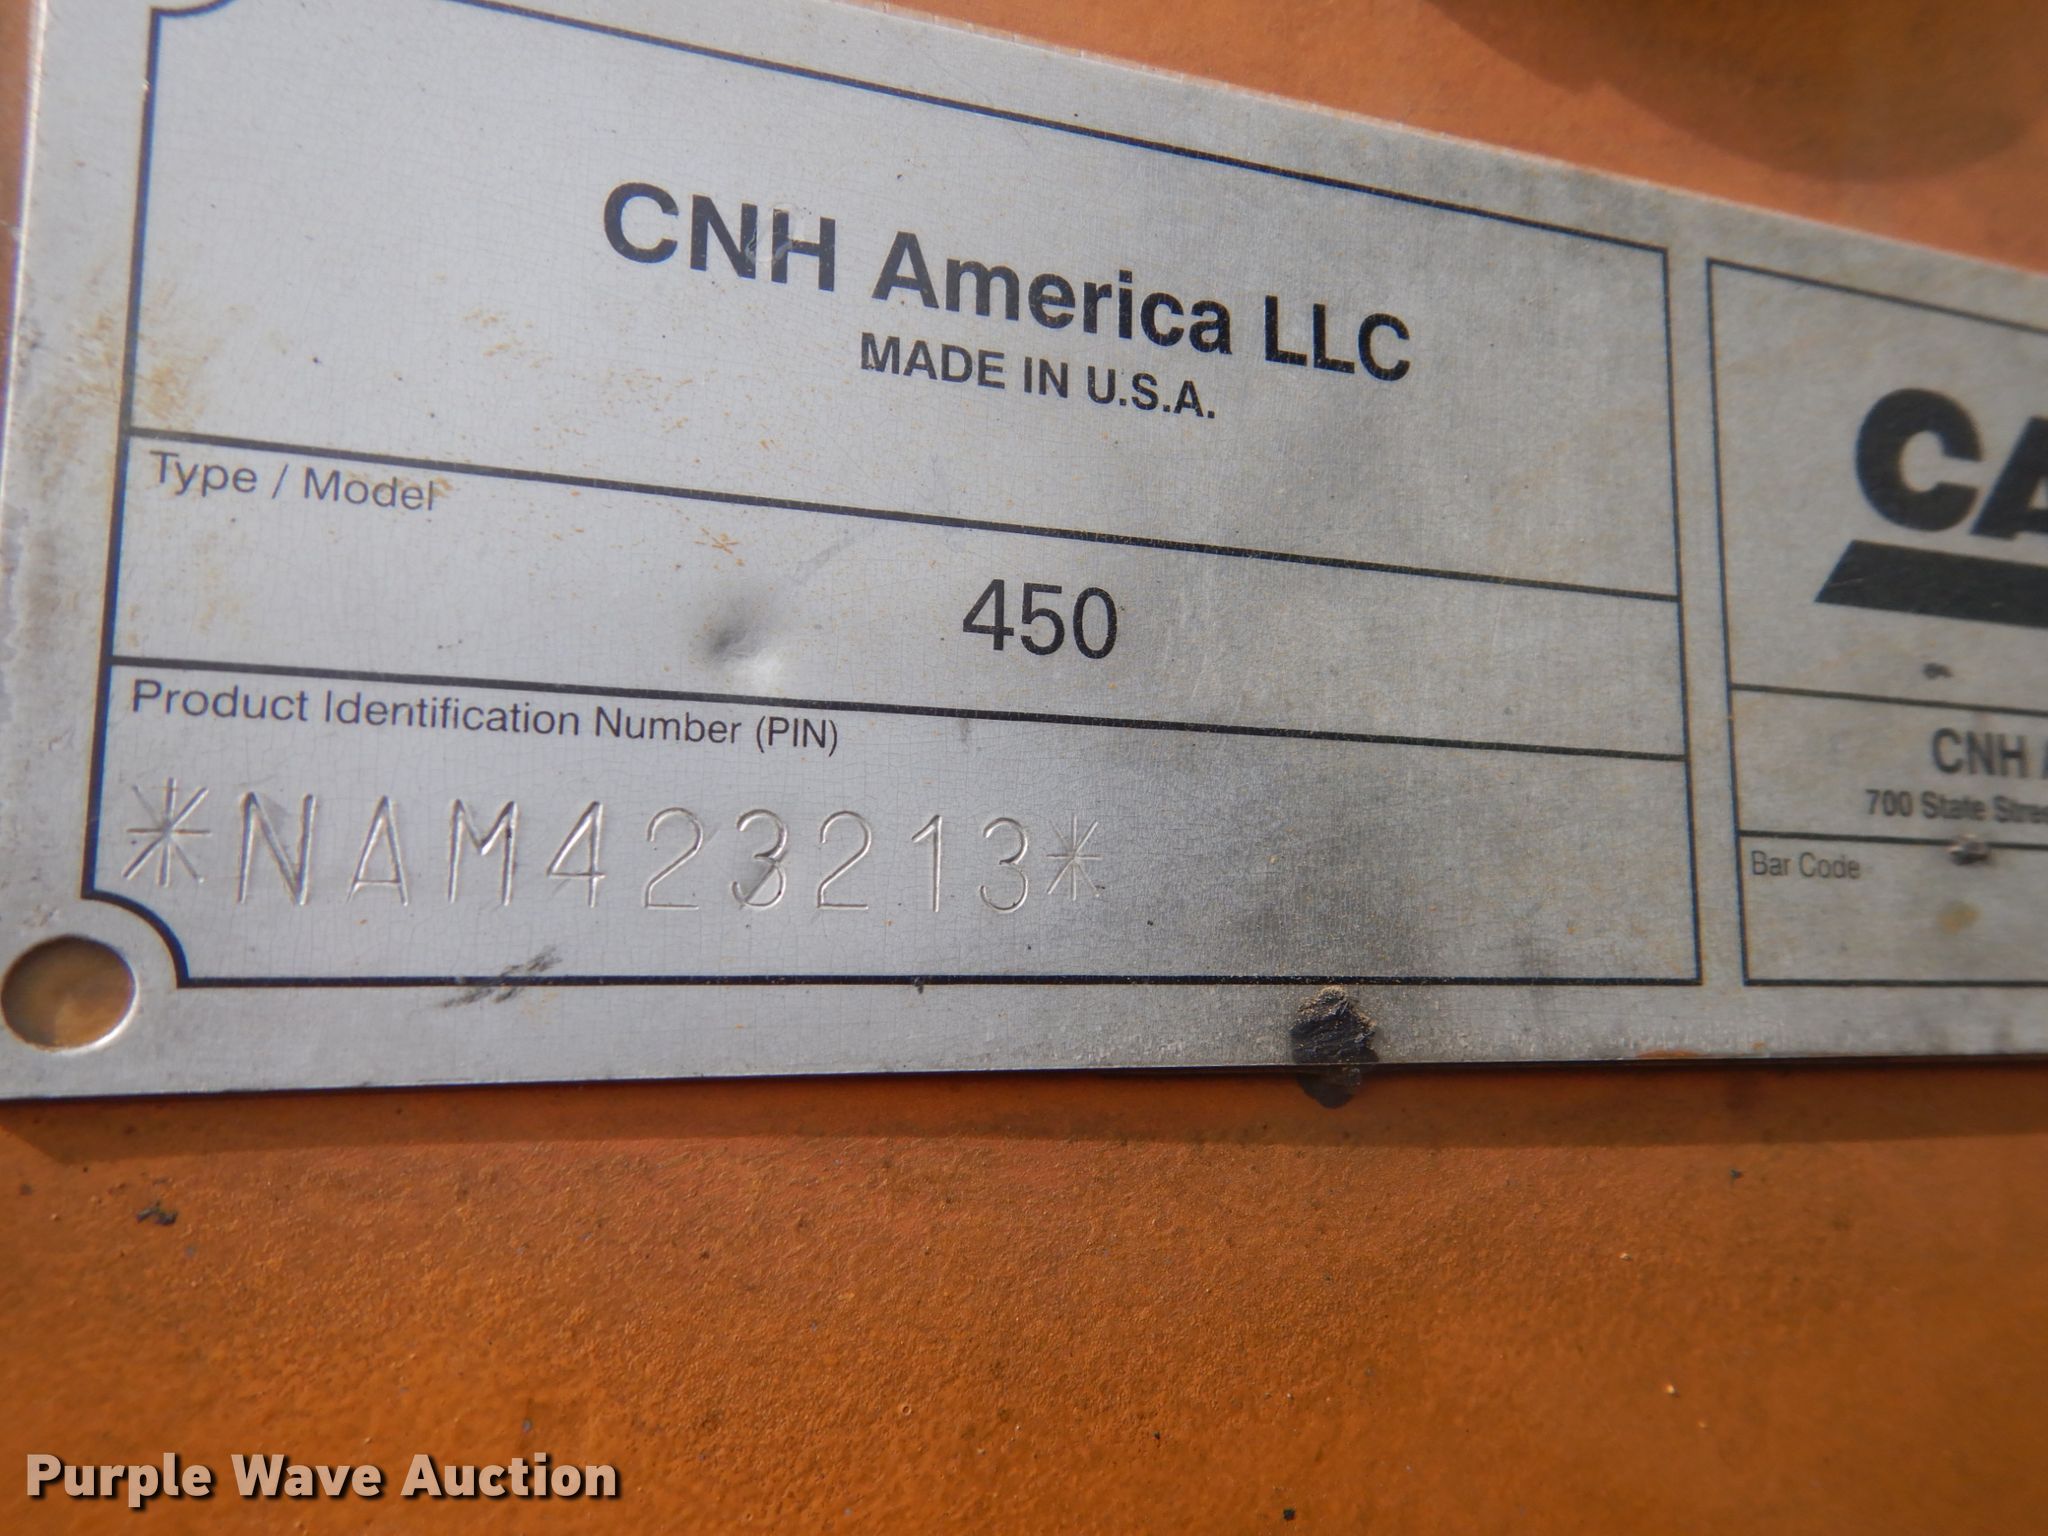 CNH America LLC
MADE IN U.S.A.
Type / Model
450
Product Identification Number (PIN)
*NAM423213*
CA
CNH
700 State
Bar Code
Purple Wave Auction